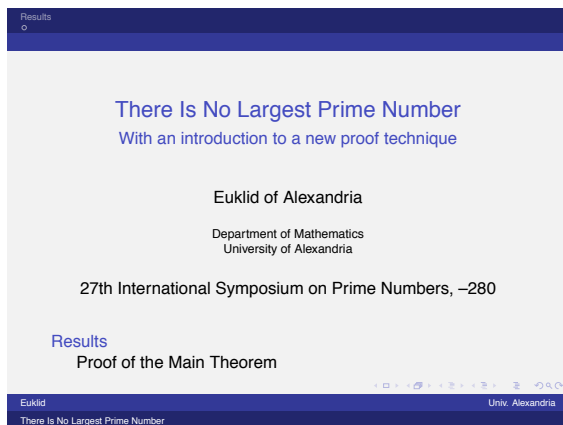 Results
There Is No Largest Prime Number
With an introduction to a new proof technique
Euklid of Alexandria
Department of Mathematics
University of Alexandria
27th International Symposium on Prime Numbers, –280
Results
Proof of the Main Theorem
Euklid Univ. Alexandria
There Is No Largest Prime Number